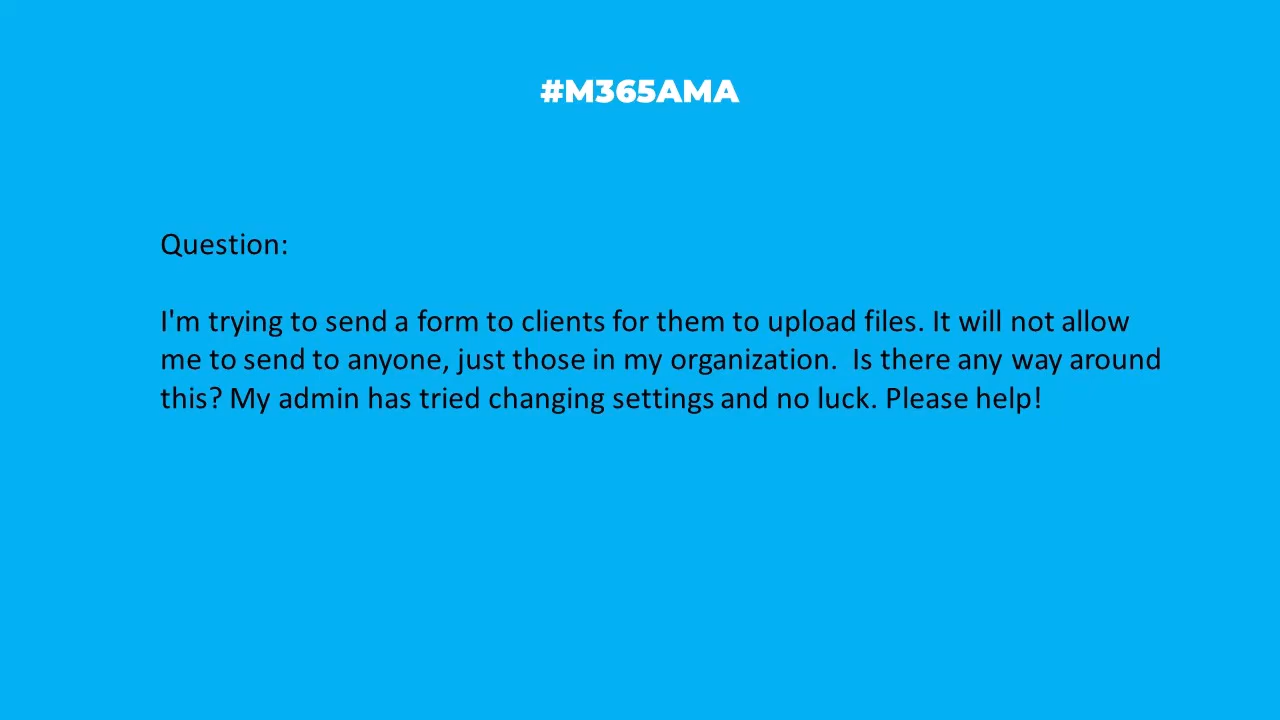 #M365AMA
Question:
I'm trying to send a form to clients for them to upload files. It will not allow
me to send to anyone, just those in my organization.  Is there any way around
this? My admin has tried changing settings and no luck. Please help!